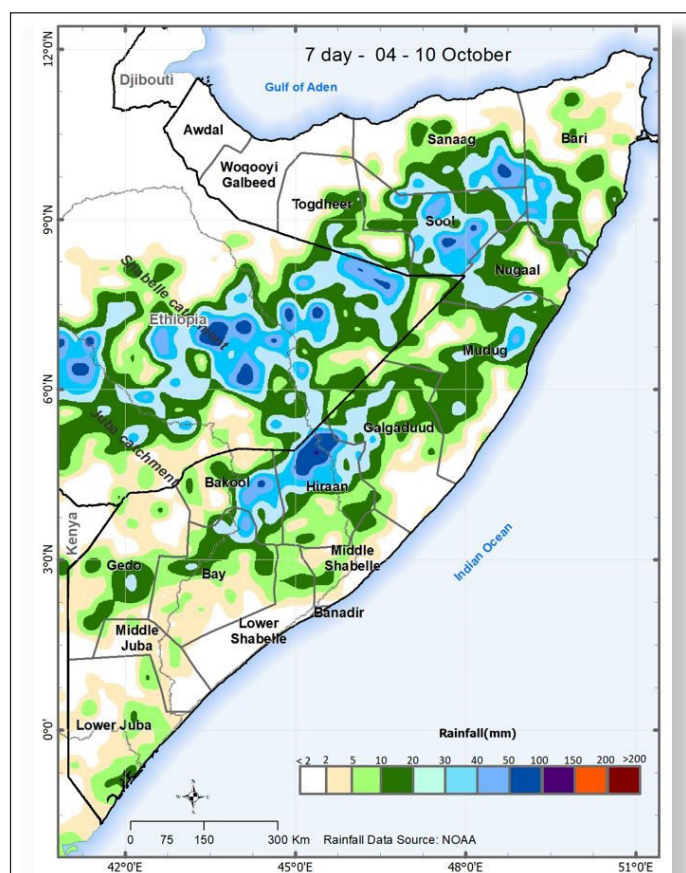 7 day - 04 - 10 October
12°0'N
Djibouti
Gulf of Aden
Awdal
Sanaag
Bari
Woqooyi
Galbeed
Togdheer
9°0'N
Sool
Nugaal
Shabelle catchment
Ethiopia
Mudug
6°0'N
Juba catchment
Galgaduud
Bakool
Hiraan
Indian Ocean
Kenya
3°0'N
Gedo
Bay
Middle
Shabelle
Banadir
Lower
Shabelle
Middle
Juba
0°0'
Lower Juba
Rainfall(mm)
< 2 2 5 10 20 30 40 50 100 150 200 >200
N
W E
S
0 75 150 300 Km
Rainfall Data Source: NOAA
42°0'E 45°0'E 48°0'E 51°0'E